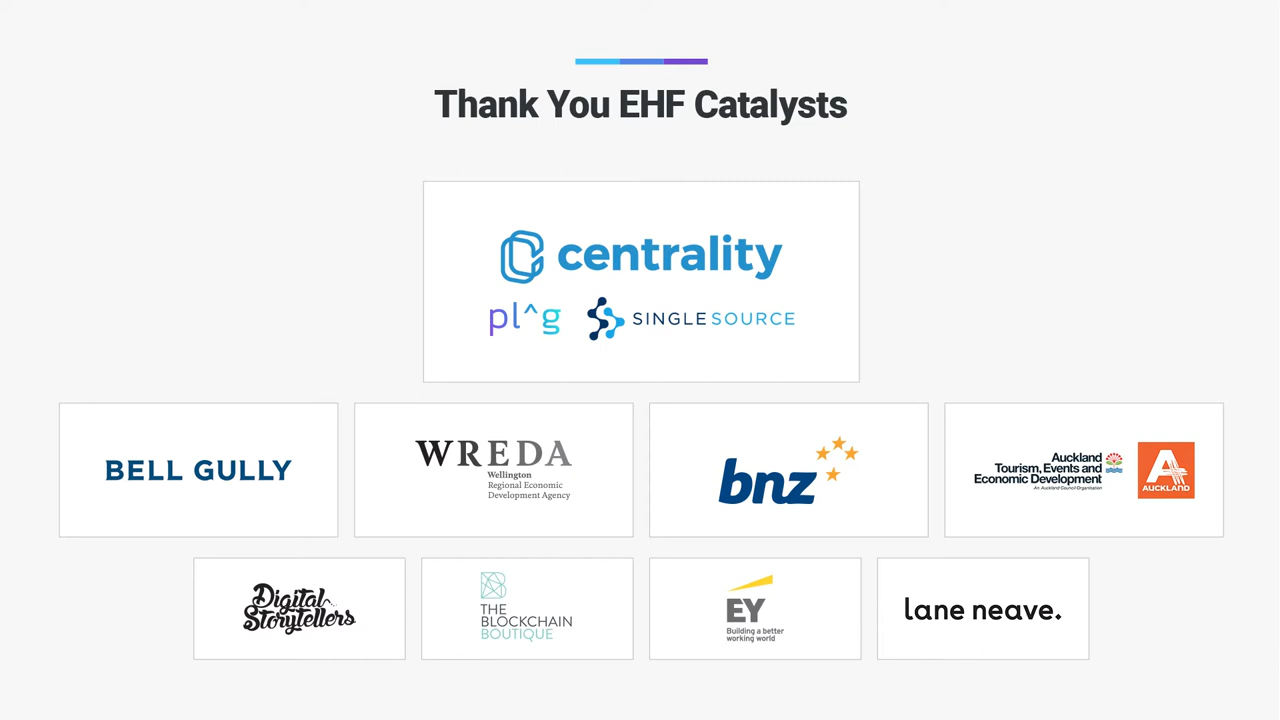 Thank You EHF Catalysts
centrality
pl^g
SINGLESOURCE
BELL GULLY
WREDA
Wellington
Regional Economic
Development Agency
bnz
Auckland
Tourism, Events and
Economic Development
An Auckland Council Organisation
AUCKLAND
Digital
Storytellers
THE
BLOCKCHAIN
BOUTIQUE
EY
Building a better
working world
lane neave.